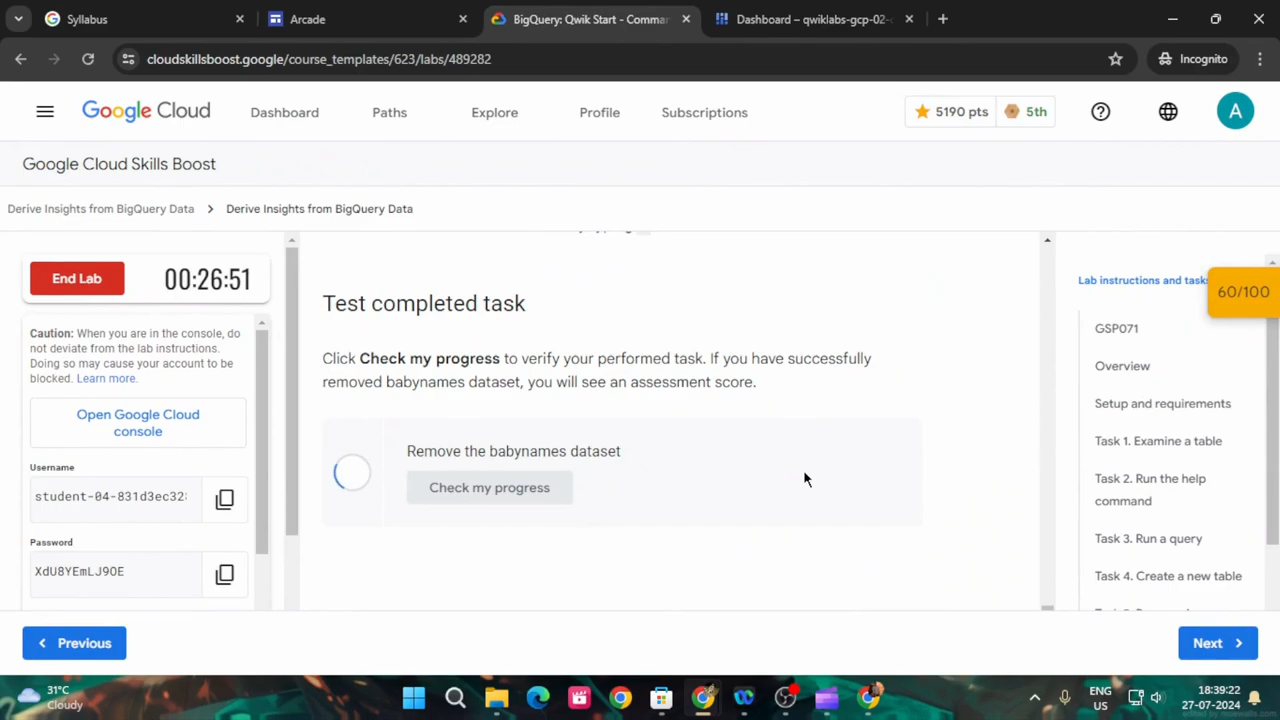 Syllabus
Arcade
BigQuery: Qwik Start - Comman
Dashboard – qwiklabs-gcp-02-
cloudskillsboost.google/course_templates/623/labs/489282
Incognito
Google Cloud
Dashboard
Paths
Explore
Profile
Subscriptions
5190 pts
5th
A
Google Cloud Skills Boost
Derive Insights from BigQuery Data
Derive Insights from BigQuery Data
End Lab
00:26:51
Caution: When you are in the console, do
not deviate from the lab instructions.
Doing so may cause your account to be
blocked. Learn more.
Open Google Cloud
console
Username
student-04-831d3ec32
Password
XdU8YEmLJ9OE
Test completed task
Click Check my progress to verify your performed task. If you have successfully
removed babynames dataset, you will see an assessment score.
Remove the babynames dataset
Check my progress
Lab instructions and tasks
60/100
GSP071
Overview
Setup and requirements
Task 1. Examine a table
Task 2. Run the help
command
Task 3. Run a query
Task 4. Create a new table
Previous
Next
31°C
Cloudy
ENG
US
18:39:22
27-07-2024